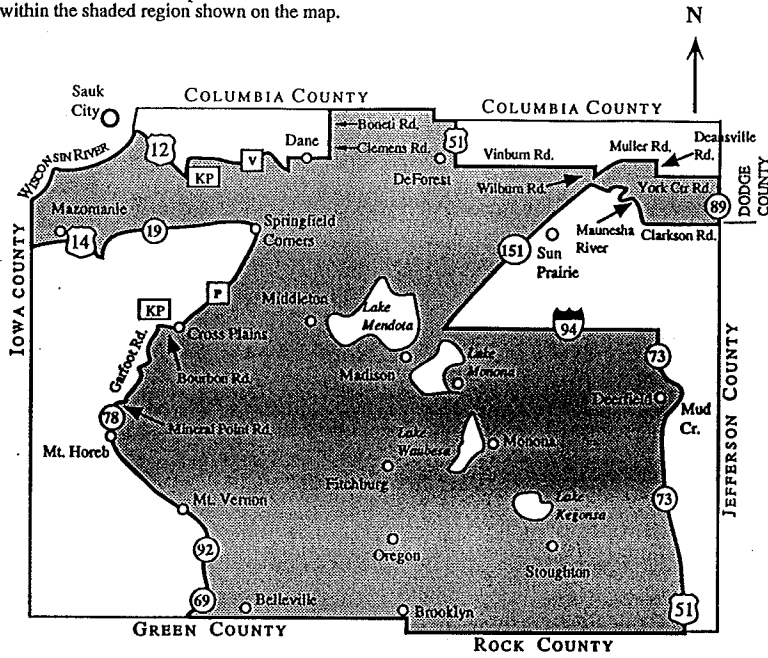 within the shaded region shown on the map.
N
Sauk
City
COLUMBIA COUNTY
COLUMBIA COUNTY
WISCONSIN RIVER
12
KP
V
Dane
Boneti Rd.
Clemens Rd.
51
DeForest
Vinburn Rd.
Wilburn Rd.
Muller Rd.
Deansville
Rd.
York Ctr Rd.
DODGE
COUNTY
89
Mazomanie
14
19
Springfield
Corners
Maunesha
River
Clarkson Rd.
151
Sun
Prairie
IOWA COUNTY
P
KP
Middleton
Lake
Mendota
94
Cross Plains
Garfoot Rd.
Bourbon Rd.
Madison
Lake
Monona
73
Deerfield
Mud
Cr.
JEFFERSON COUNTY
78
Mineral Point Rd.
Mt. Horeb
Lake
Waubesa
Monona
Fitchburg
Mt. Vernon
Lake
Kegonsa
73
92
Oregon
Stoughton
69
Belleville
Brooklyn
51
GREEN COUNTY
ROCK COUNTY